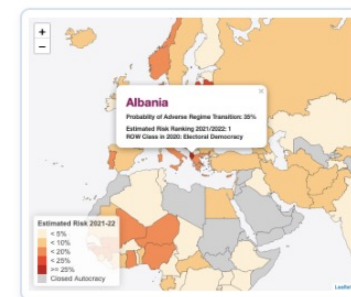 +
−
×
Albania
Probability of Adverse Regime Transition: 35%
Estimated Risk Ranking 2021/2022: 1
ROW Class in 2020: Electoral Democracy
Estimated Risk 2021-22
< 5%
< 10%
< 20%
< 25%
>= 25%
Closed Autocracy
Leaflet